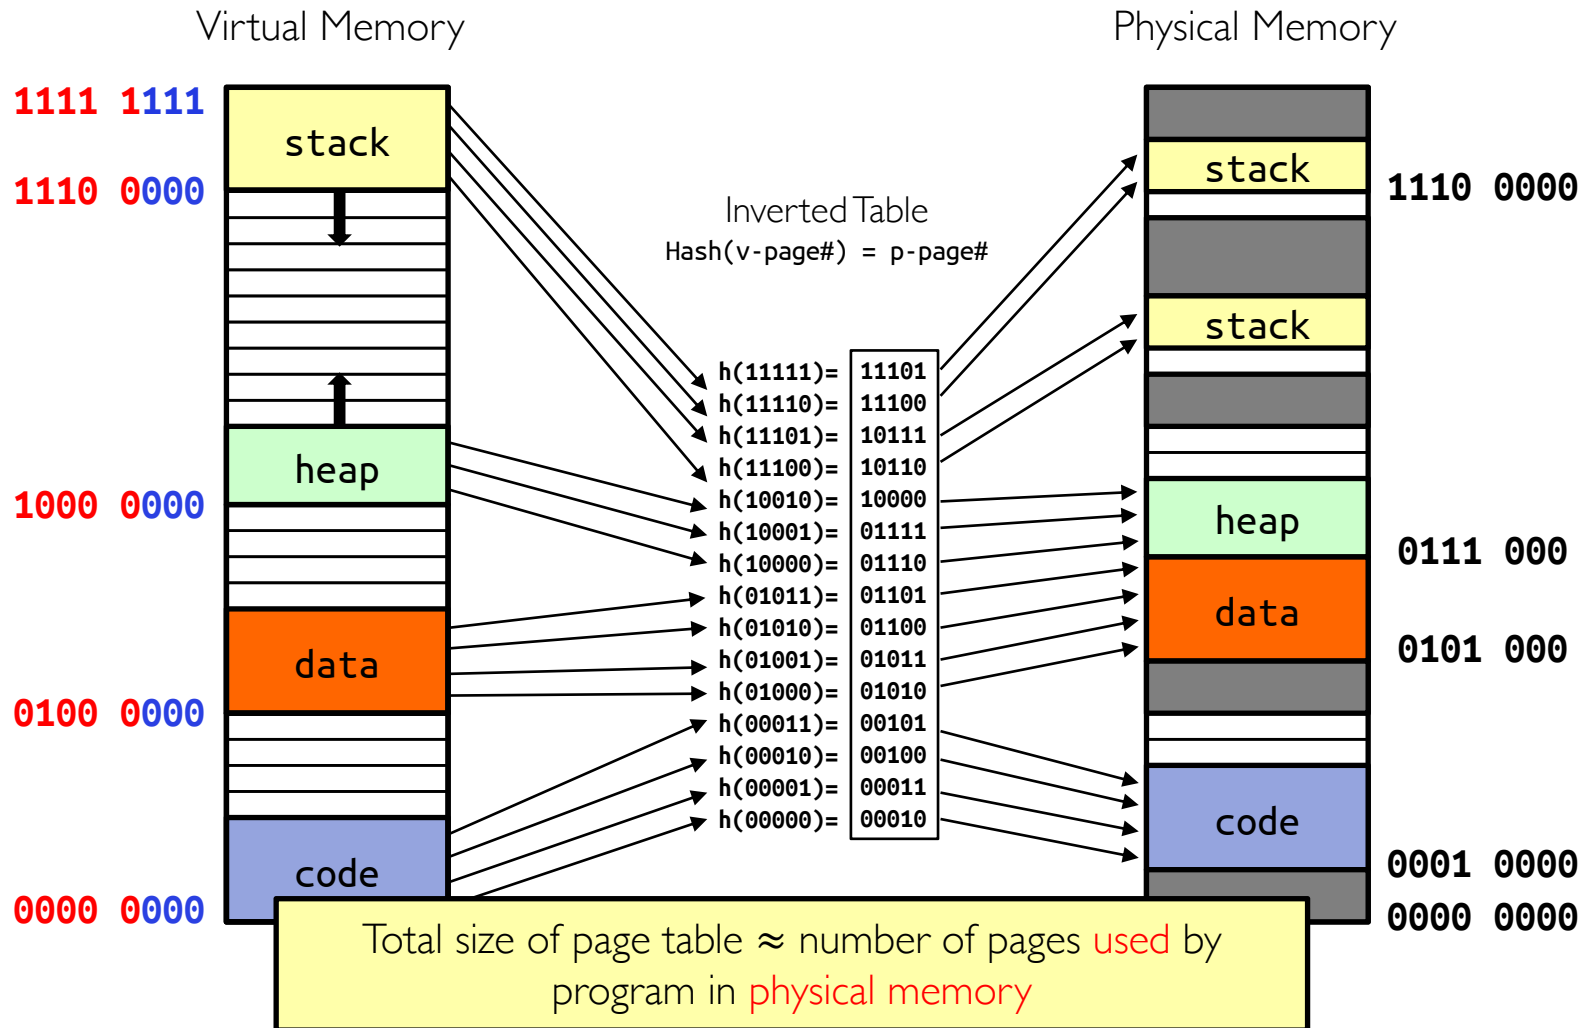 Virtual Memory
1111 1111
stack
1110 0000
heap
1000 0000
data
0100 0000
code
0000 0000
Inverted Table
Hash(v-page#) = p-page#
h(11111)= 11101
h(11110)= 11100
h(11101)= 10111
h(11100)= 10110
h(10010)= 10000
h(10001)= 01111
h(10000)= 01110
h(01011)= 01101
h(01010)= 01100
h(01001)= 01011
h(01000)= 01010
h(00011)= 00101
h(00010)= 00100
h(00001)= 00011
h(00000)= 00010
Physical Memory
stack
1110 0000
stack
heap
0111 000
data
0101 000
code
0001 0000
0000 0000
Total size of page table ≈ number of pages used by
program in physical memory